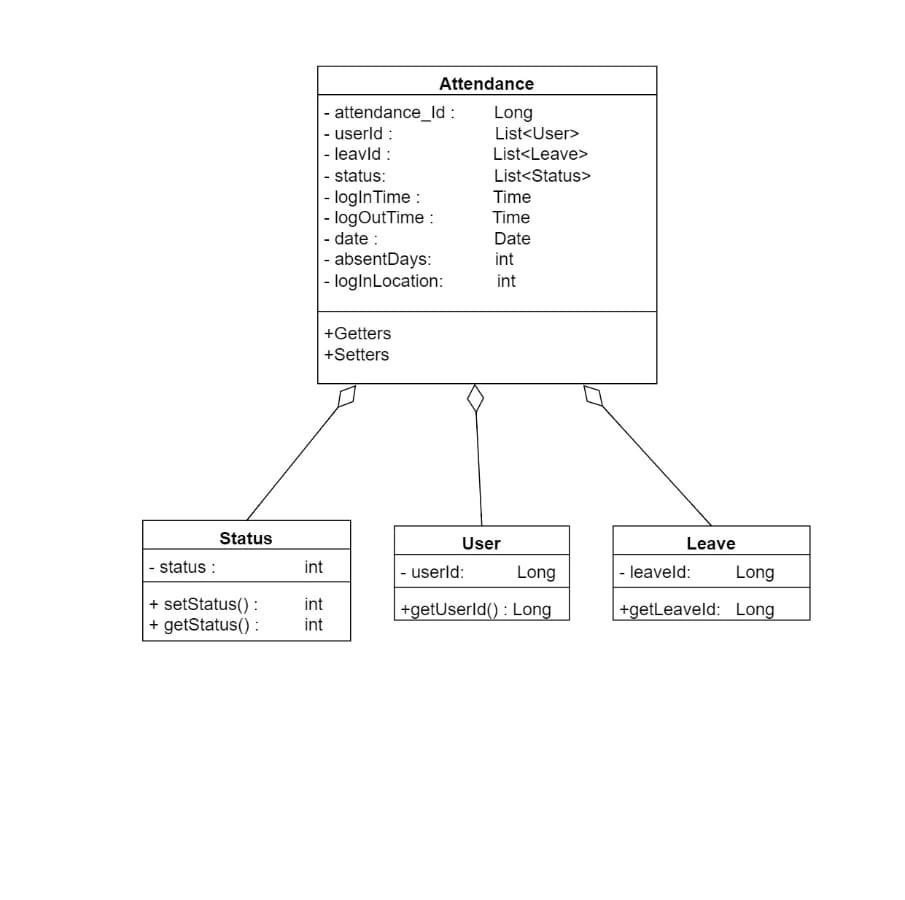 Attendance
- attendance_Id : Long
- userId : List<User>
- leavId : List<Leave>
- status: List<Status>
- logInTime : Time
- logOutTime : Time
- date : Date
- absentDays: int
- logInLocation: int
+Getters
+Setters
Status
- status : int
+ setStatus() : int
+ getStatus() : int
User
- userId: Long
+getUserId() : Long
Leave
- leaveId: Long
+getLeaveId: Long